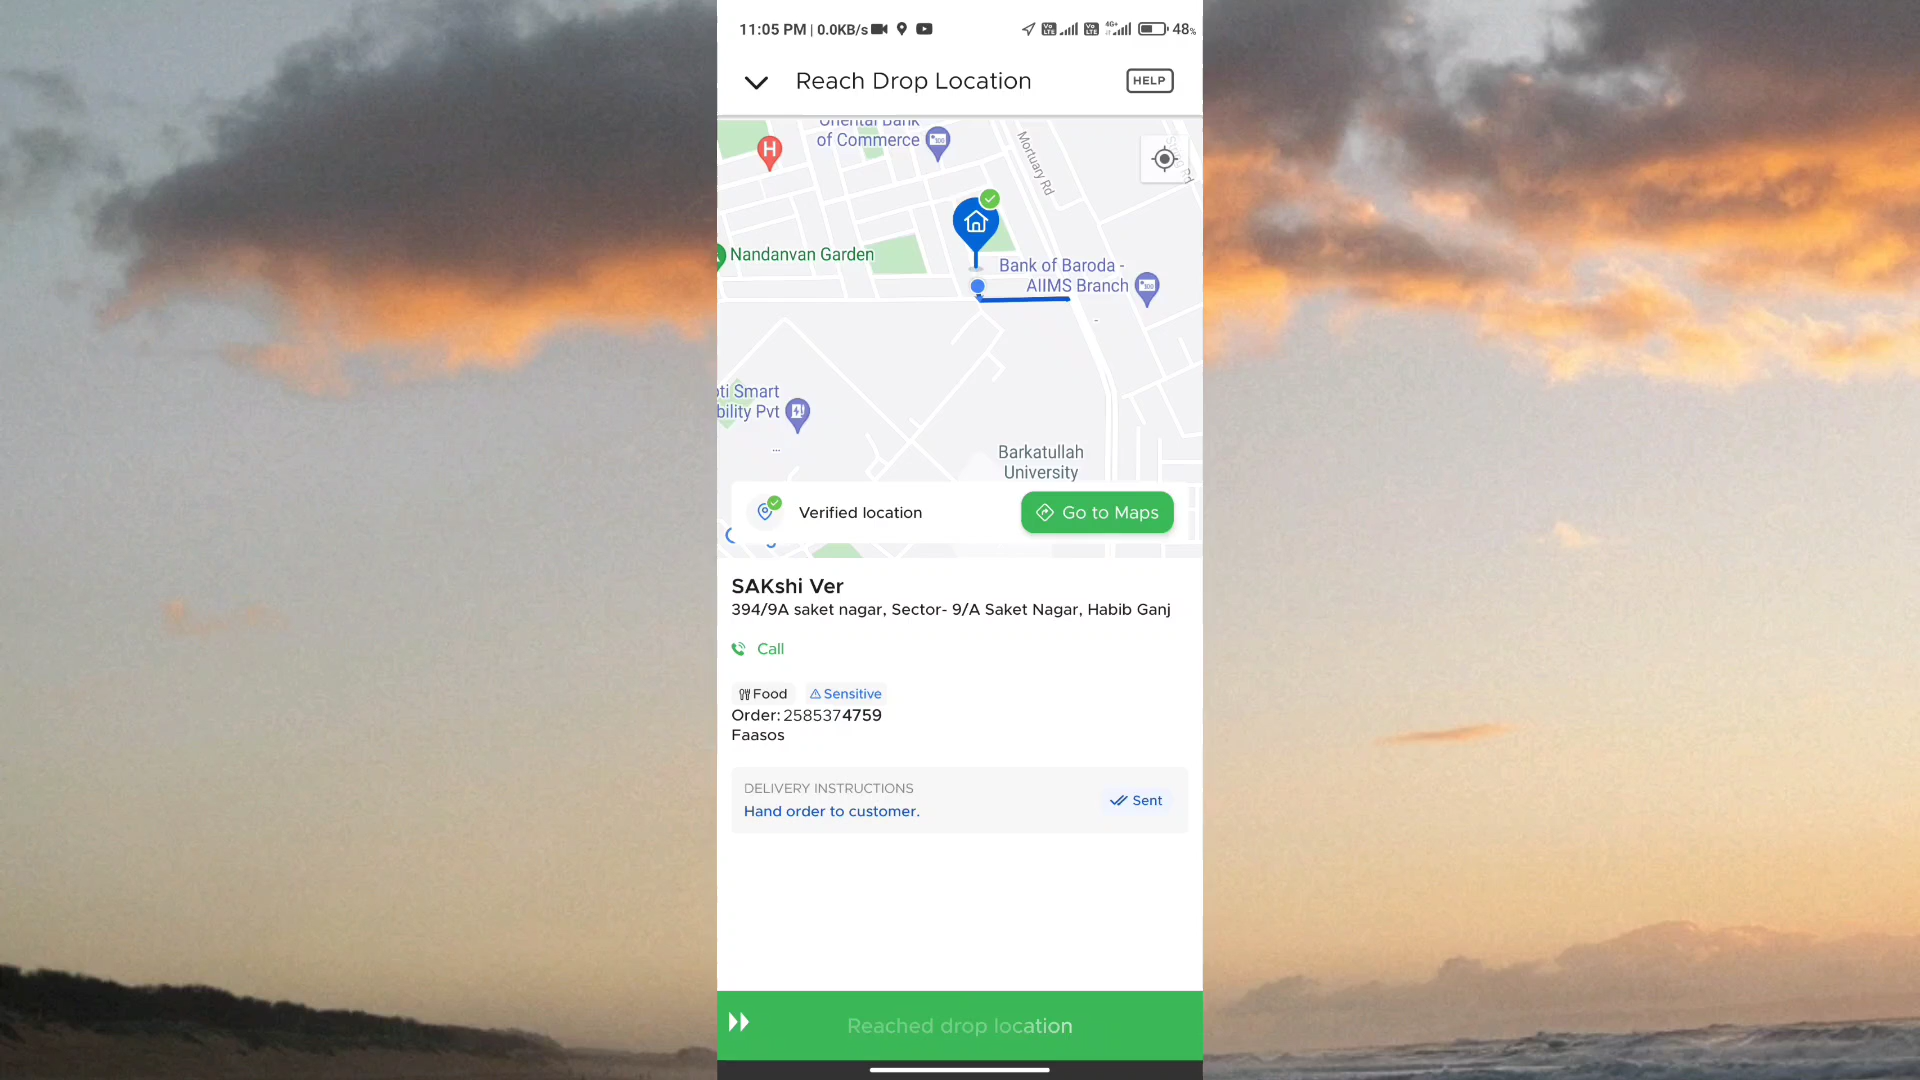 11:05 PM | 0.0KB/s
48%
Reach Drop Location
HELP
Oriental Bank
of Commerce
Mortuary Rd
Nandanvan Garden
Bank of Baroda -
AIIMS Branch
oti Smart
bility Pvt
...
Barkatullah
University
Verified location
Go to Maps
SAKshi Ver
394/9A saket nagar, Sector- 9/A Saket Nagar, Habib Ganj
Call
Food
Sensitive
Order: 2585374759
Faasos
DELIVERY INSTRUCTIONS
Hand order to customer.
Sent
Reached drop location